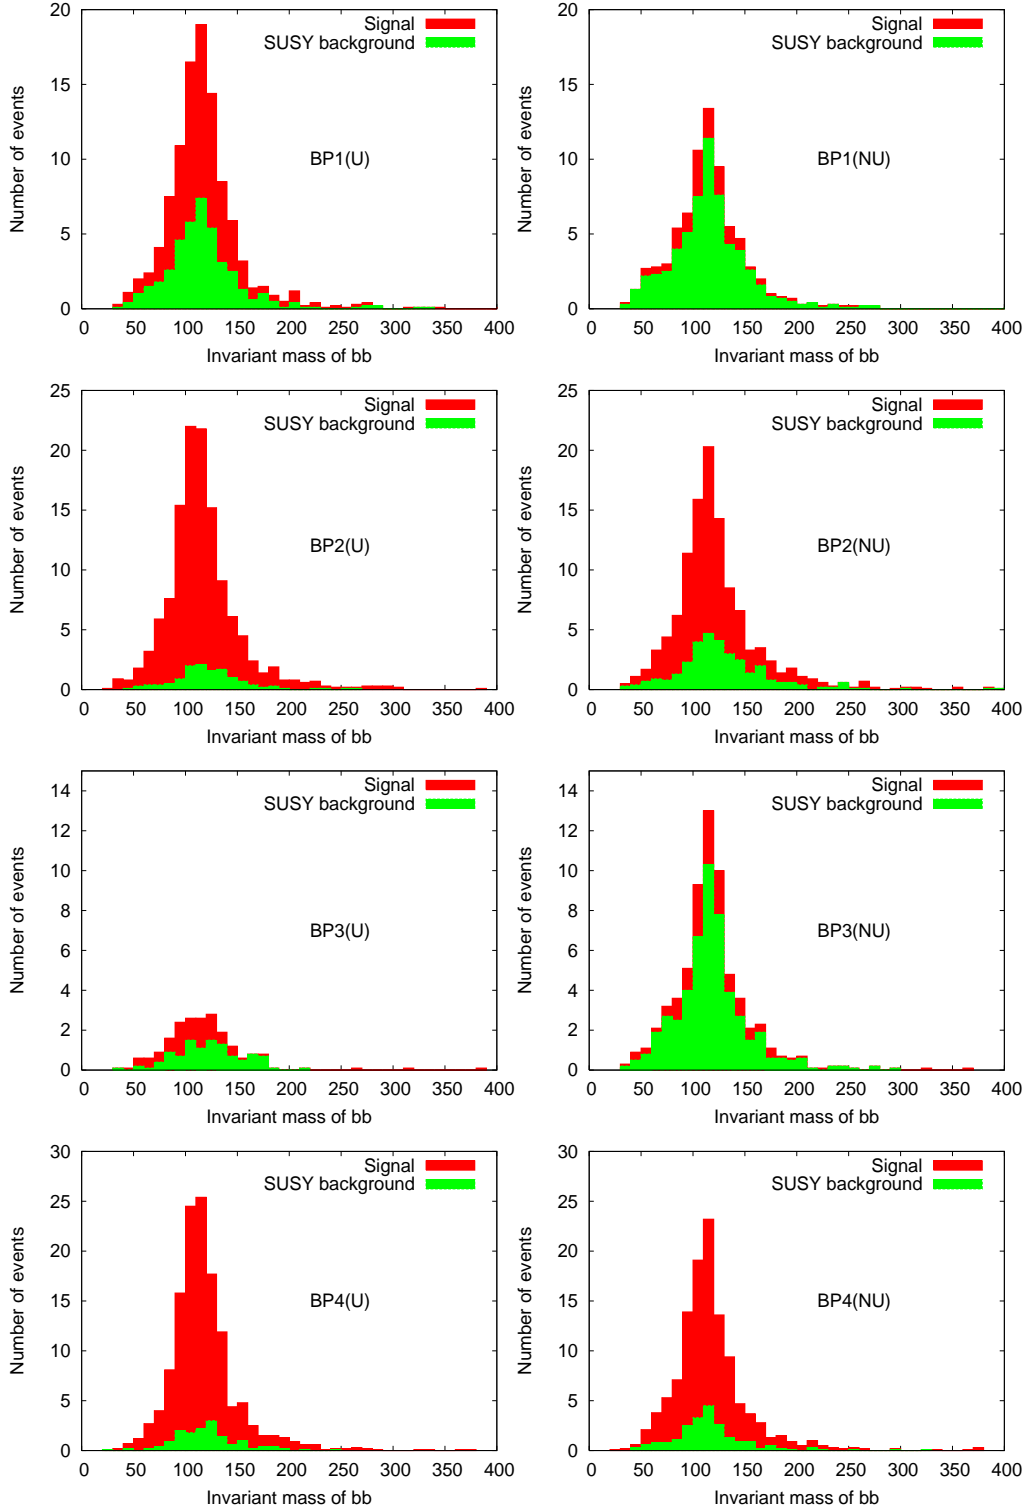 Signal
SUSY background
BP1(U)
Number of events
0
5
10
15
20
0 50 100 150 200 250 300 350 400
Invariant mass of bb
Signal
SUSY background
BP1(NU)
Number of events
0
5
10
15
20
0 50 100 150 200 250 300 350 400
Invariant mass of bb
Signal
SUSY background
BP2(U)
Number of events
0
5
10
15
20
25
0 50 100 150 200 250 300 350 400
Invariant mass of bb
Signal
SUSY background
BP2(NU)
Number of events
0
5
10
15
20
25
0 50 100 150 200 250 300 350 400
Invariant mass of bb
Signal
SUSY background
BP3(U)
Number of events
0
2
4
6
8
10
12
14
0 50 100 150 200 250 300 350 400
Invariant mass of bb
Signal
SUSY background
BP3(NU)
Number of events
0
2
4
6
8
10
12
14
0 50 100 150 200 250 300 350 400
Invariant mass of bb
Signal
SUSY background
BP4(U)
Number of events
0
5
10
15
20
25
30
0 50 100 150 200 250 300 350 400
Invariant mass of bb
Signal
SUSY background
BP4(NU)
Number of events
0
5
10
15
20
25
30
0 50 100 150 200 250 300 350 400
Invariant mass of bb